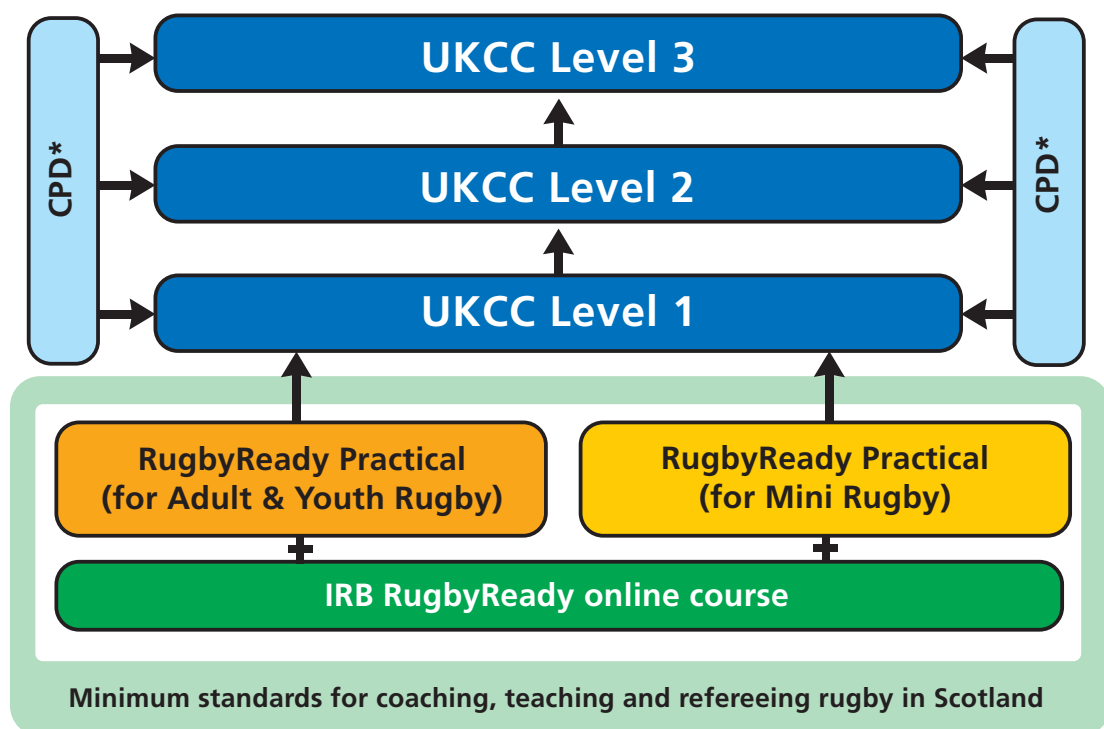 UKCC Level 3
CPD*
CPD*
UKCC Level 2
UKCC Level 1
RugbyReady Practical
(for Adult & Youth Rugby)
RugbyReady Practical
(for Mini Rugby)
IRB RugbyReady online course
Minimum standards for coaching, teaching and refereeing rugby in Scotland